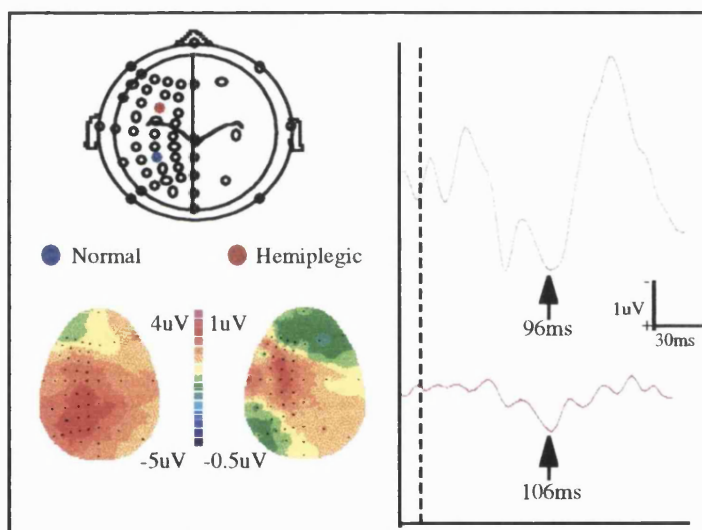 Normal
Hemiplegic
4uV
1uV
-5uV
-0.5uV
96ms
-
1uV
+
30ms
106ms